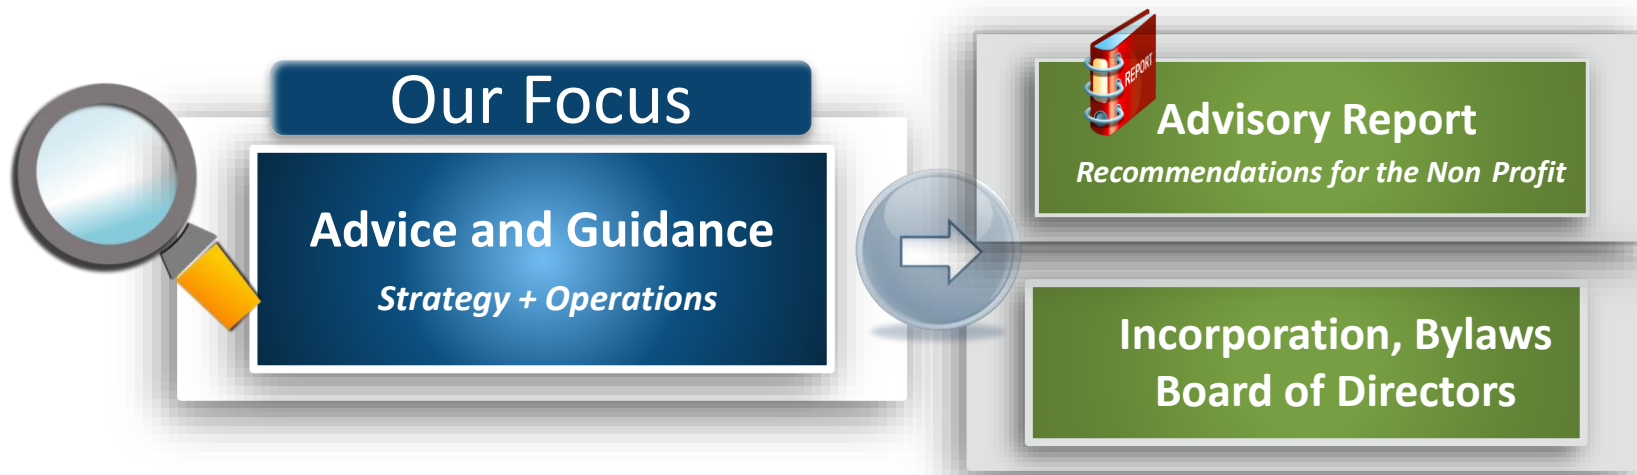 Our Focus
Advice and Guidance
Strategy + Operations
REPORT
Advisory Report
Recommendations for the Non Profit
Incorporation, Bylaws
Board of Directors